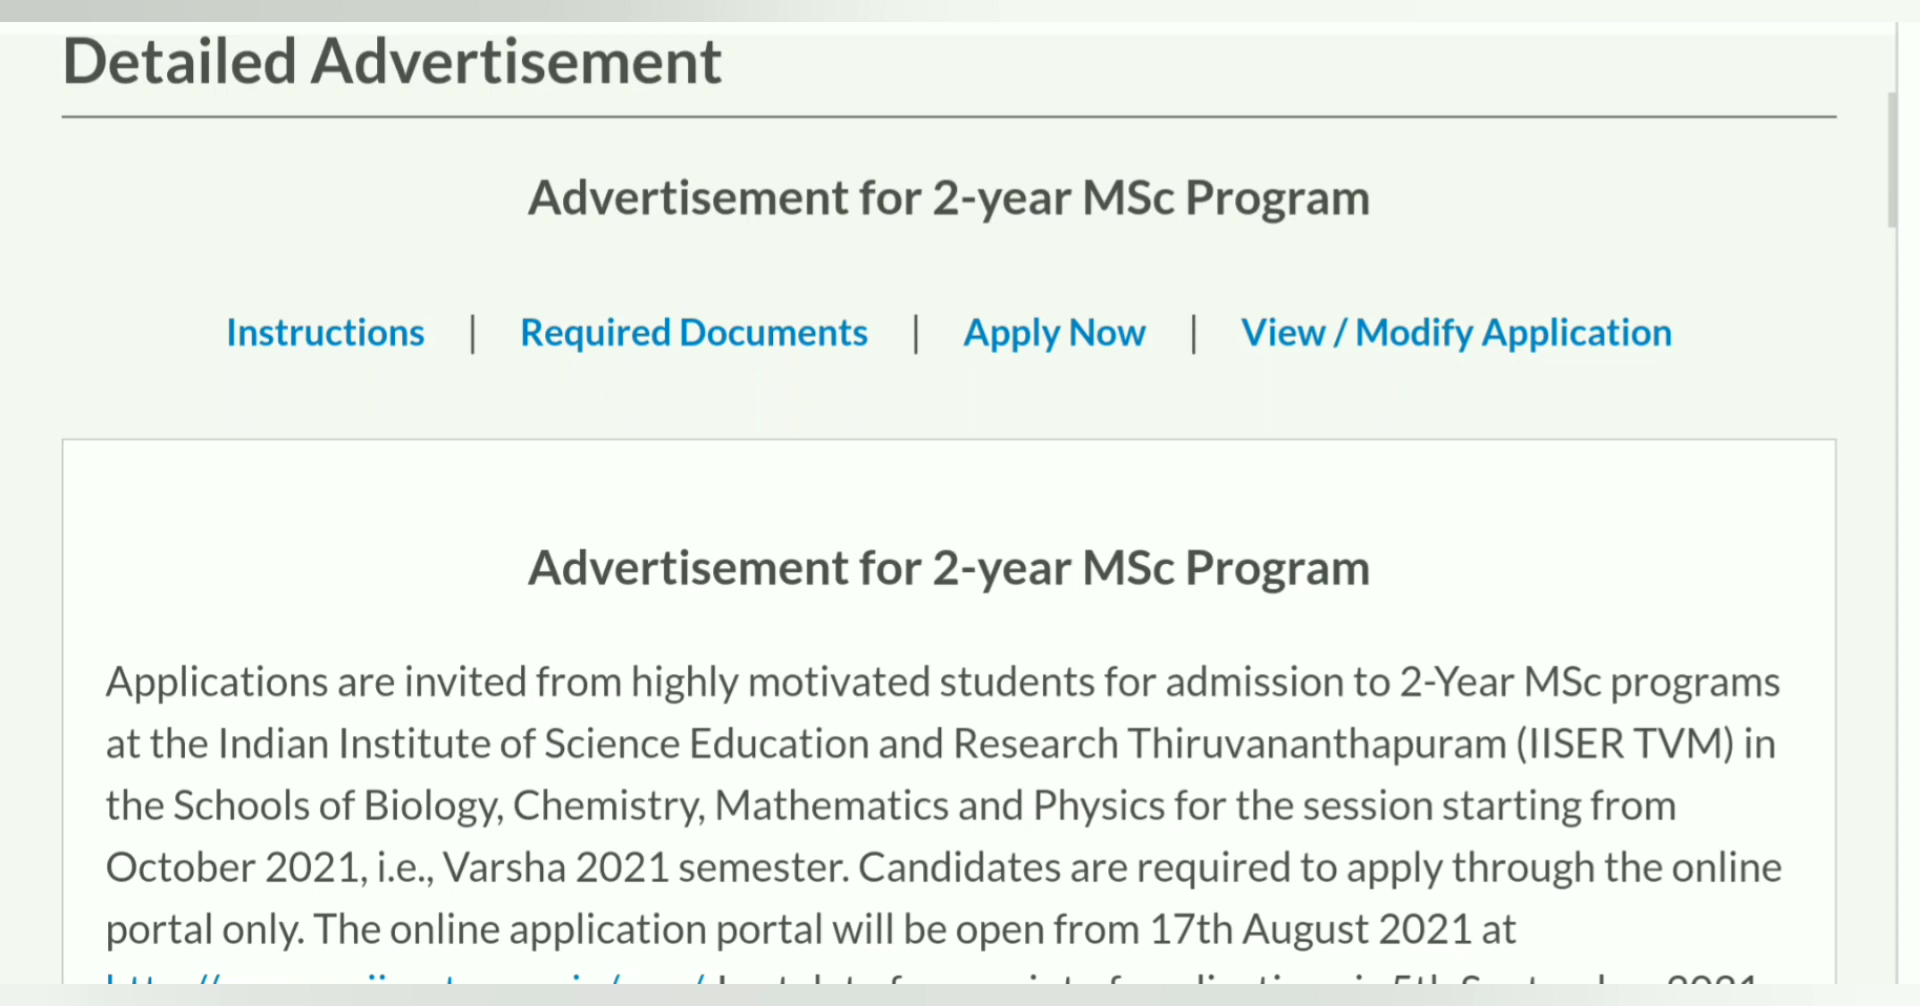 Detailed Advertisement
Advertisement for 2-year MSc Program
Instructions | Required Documents | Apply Now | View / Modify Application
Advertisement for 2-year MSc Program
Applications are invited from highly motivated students for admission to 2-Year MSc programs
at the Indian Institute of Science Education and Research Thiruvananthapuram (IISER TVM) in
the Schools of Biology, Chemistry, Mathematics and Physics for the session starting from
October 2021, i.e., Varsha 2021 semester. Candidates are required to apply through the online
portal only. The online application portal will be open from 17th August 2021 at